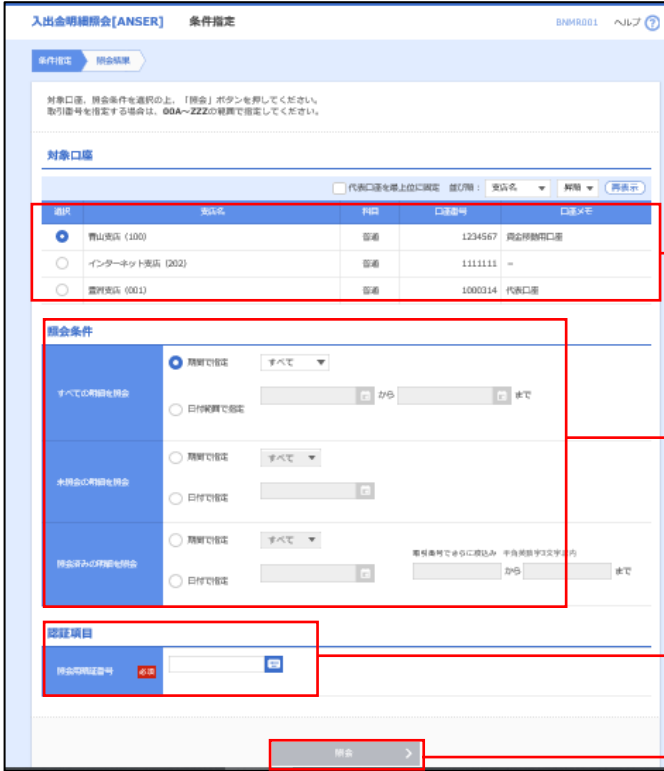 入出金明細照会[ANSER] 条件指定 BNMR001 ヘルプ ?
条件指定 照会結果
対象口座、照会条件を選択の上、「照会」ボタンを押してください。
取引番号を指定する場合は、00A～ZZZの範囲で指定してください。
対象口座
代表口座を最上位に固定 並び順： 支店名 昇順 再表示
選択 支店名 科目 口座番号 口座メモ
青山支店 (100) 普通 1234567 資金移動用口座
インターネット支店 (202) 普通 1111111 －
豊洲支店 (001) 普通 1000314 代表口座
照会条件
すべての明細を照会
期間で指定 すべて
日付範囲で指定 から まで
未照会の明細を照会
期間で指定 すべて
日付で指定
照会済みの明細を照会
期間で指定 すべて
日付で指定
取引番号でさらに絞込み 半角英数字3文字以内
から まで
認証項目
照会用暗証番号 必須
照会